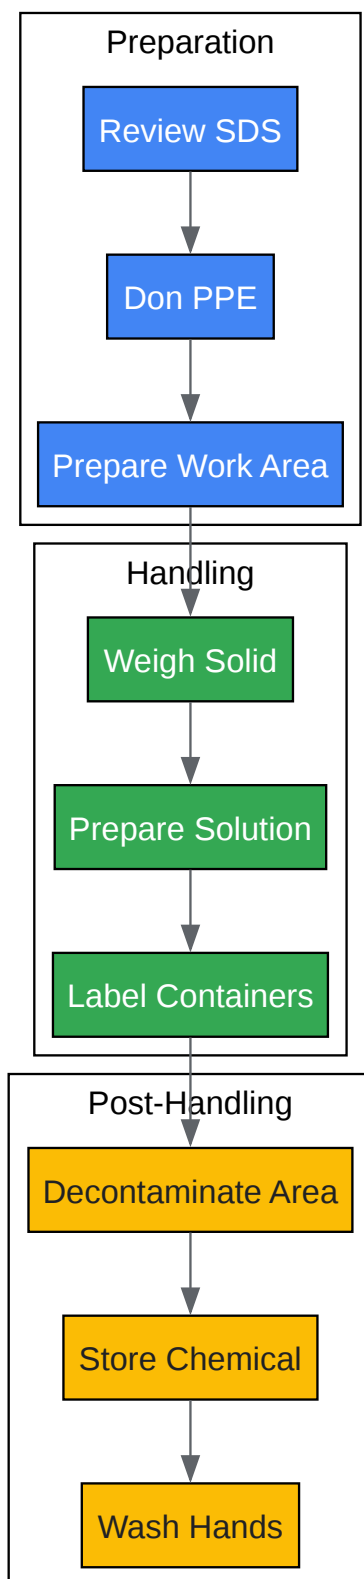 Preparation
Review SDS
Don PPE
Prepare Work Area
Handling
Weigh Solid
Prepare Solution
Label Containers
Post-Handling
Decontaminate Area
Store Chemical
Wash Hands